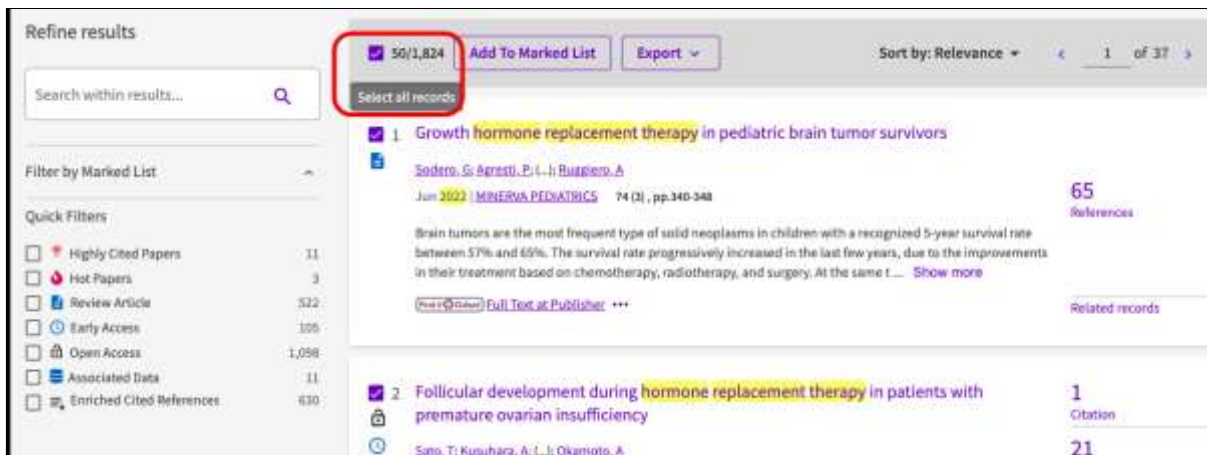 Refine results
Search within results...
Filter by Marked List
Quick Filters
Highly Cited Papers 11
Hot Papers 3
Review Article 522
Early Access 105
Open Access 1,098
Associated Data 11
Enriched Cited References 630
50/1,824 Add To Marked List Export Sort by: Relevance 1 of 37
Select all records
1 Growth hormone replacement therapy in pediatric brain tumor survivors
Sodero, G; Agresti, P; (...); Ruggiero, A
Jun 2022 | MINERVA PEDIATRICS 74 (3) , pp.340-348
Brain tumors are the most frequent type of solid neoplasms in children with a recognized 5-year survival rate
between 57% and 65%. The survival rate progressively increased in the last few years, due to the improvements
in their treatment based on chemotherapy, radiotherapy, and surgery. At the same t ... Show more
Full Text at Publisher •••
65
References
Related records
2 Follicular development during hormone replacement therapy in patients with
premature ovarian insufficiency
Sato, T; Kusuhara, A; (...); Okamoto, A
1
Citation
21